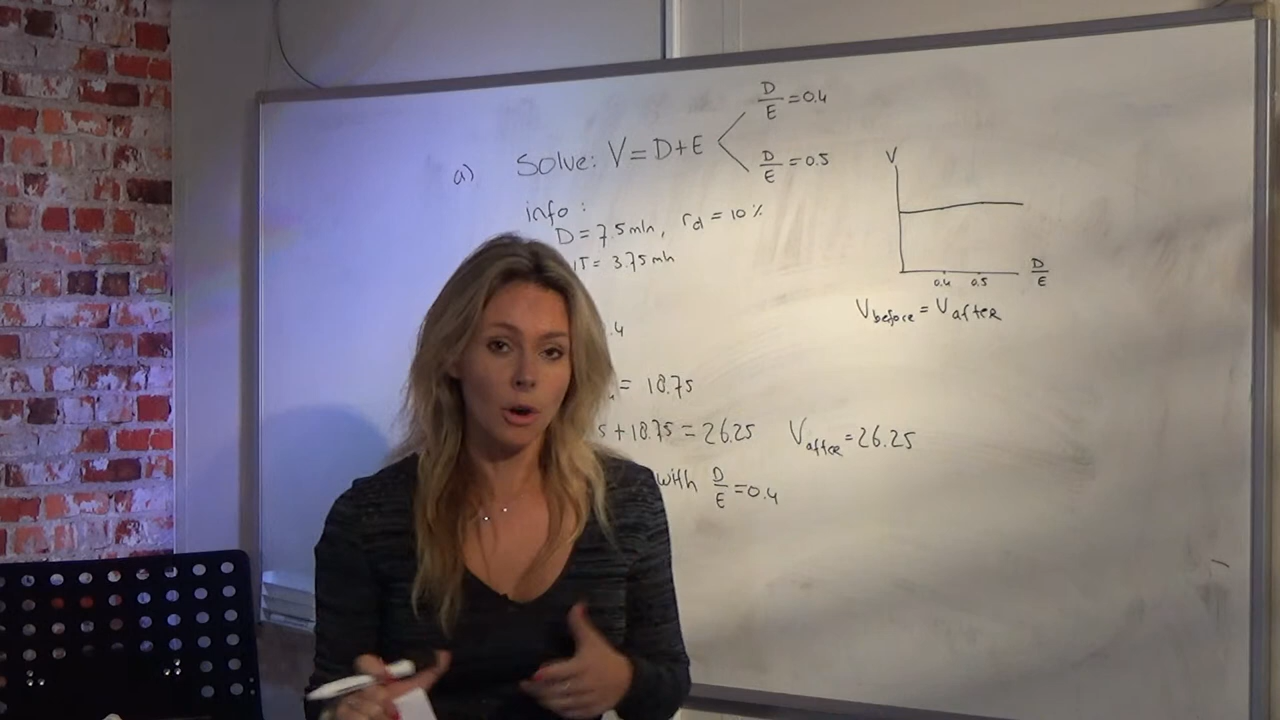 a) Solve: V = D+E
D/E = 0.4
D/E = 0.5
info :
D = 7.5 mln, rd = 10 %
IT = 3.75 mln
.4
= 18.75
5 + 18.75 = 26.25
Vafter = 26.25
with D/E = 0.4
V
0.4 0.5
D/E
Vbefore = Vafter